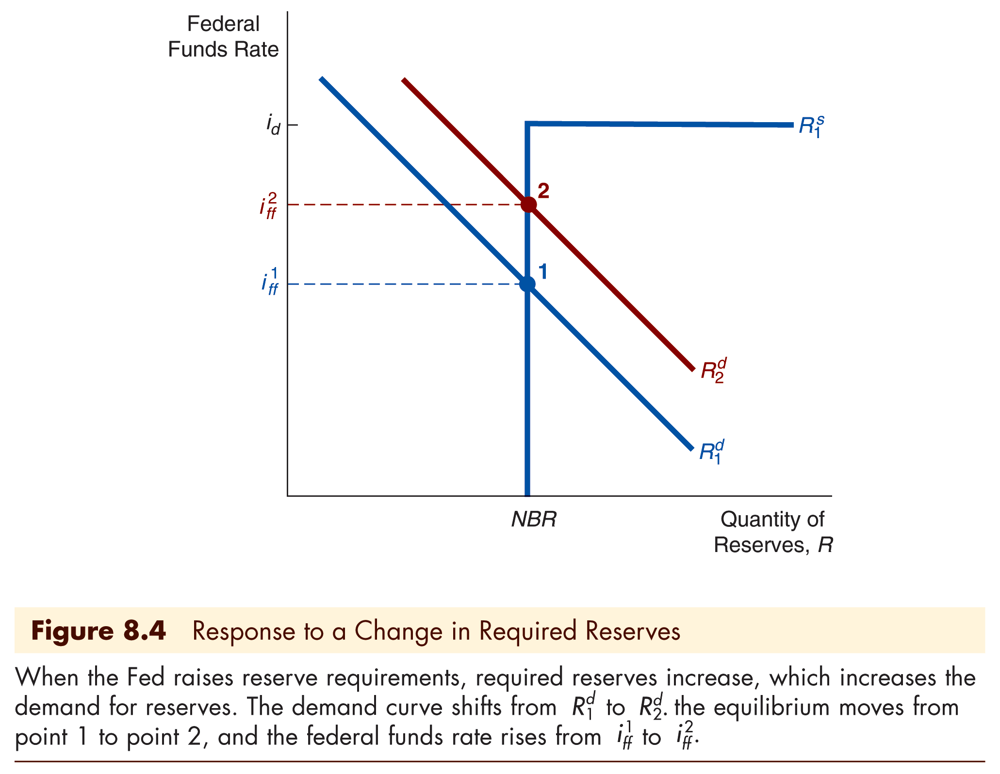 Federal
Funds Rate
i_d
R_1^s
2
i_ff^2
1
i_ff^1
R_2^d
R_1^d
NBR
Quantity of
Reserves, R
Figure 8.4 Response to a Change in Required Reserves
When the Fed raises reserve requirements, required reserves increase, which increases the
demand for reserves. The demand curve shifts from R_1^d to R_2^d. the equilibrium moves from
point 1 to point 2, and the federal funds rate rises from i_ff^1 to i_ff^2.